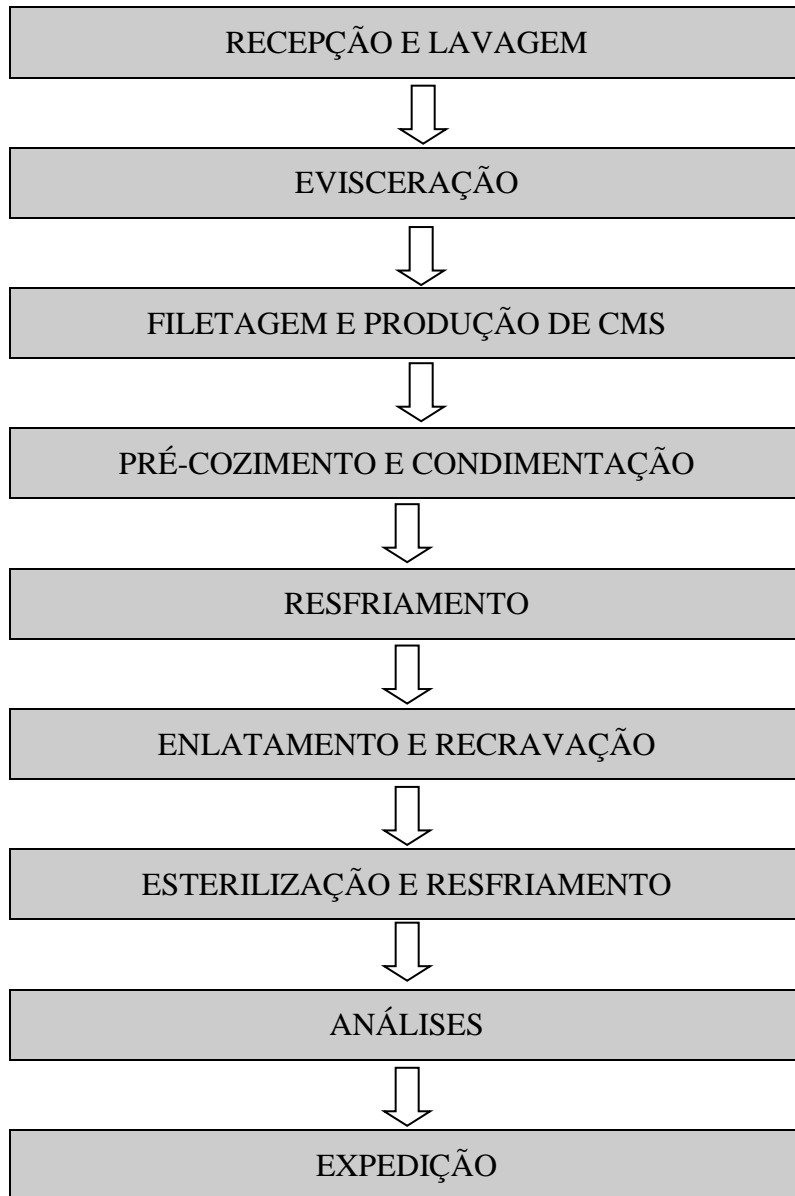 RECEPÇÃO E LAVAGEM
EVISCERAÇÃO
FILETAGEM E PRODUÇÃO DE CMS
PRÉ-COZIMENTO E CONDIMENTAÇÃO
RESFRIAMENTO
ENLATAMENTO E RECRAVAÇÃO
ESTERILIZAÇÃO E RESFRIAMENTO
ANÁLISES
EXPEDIÇÃO